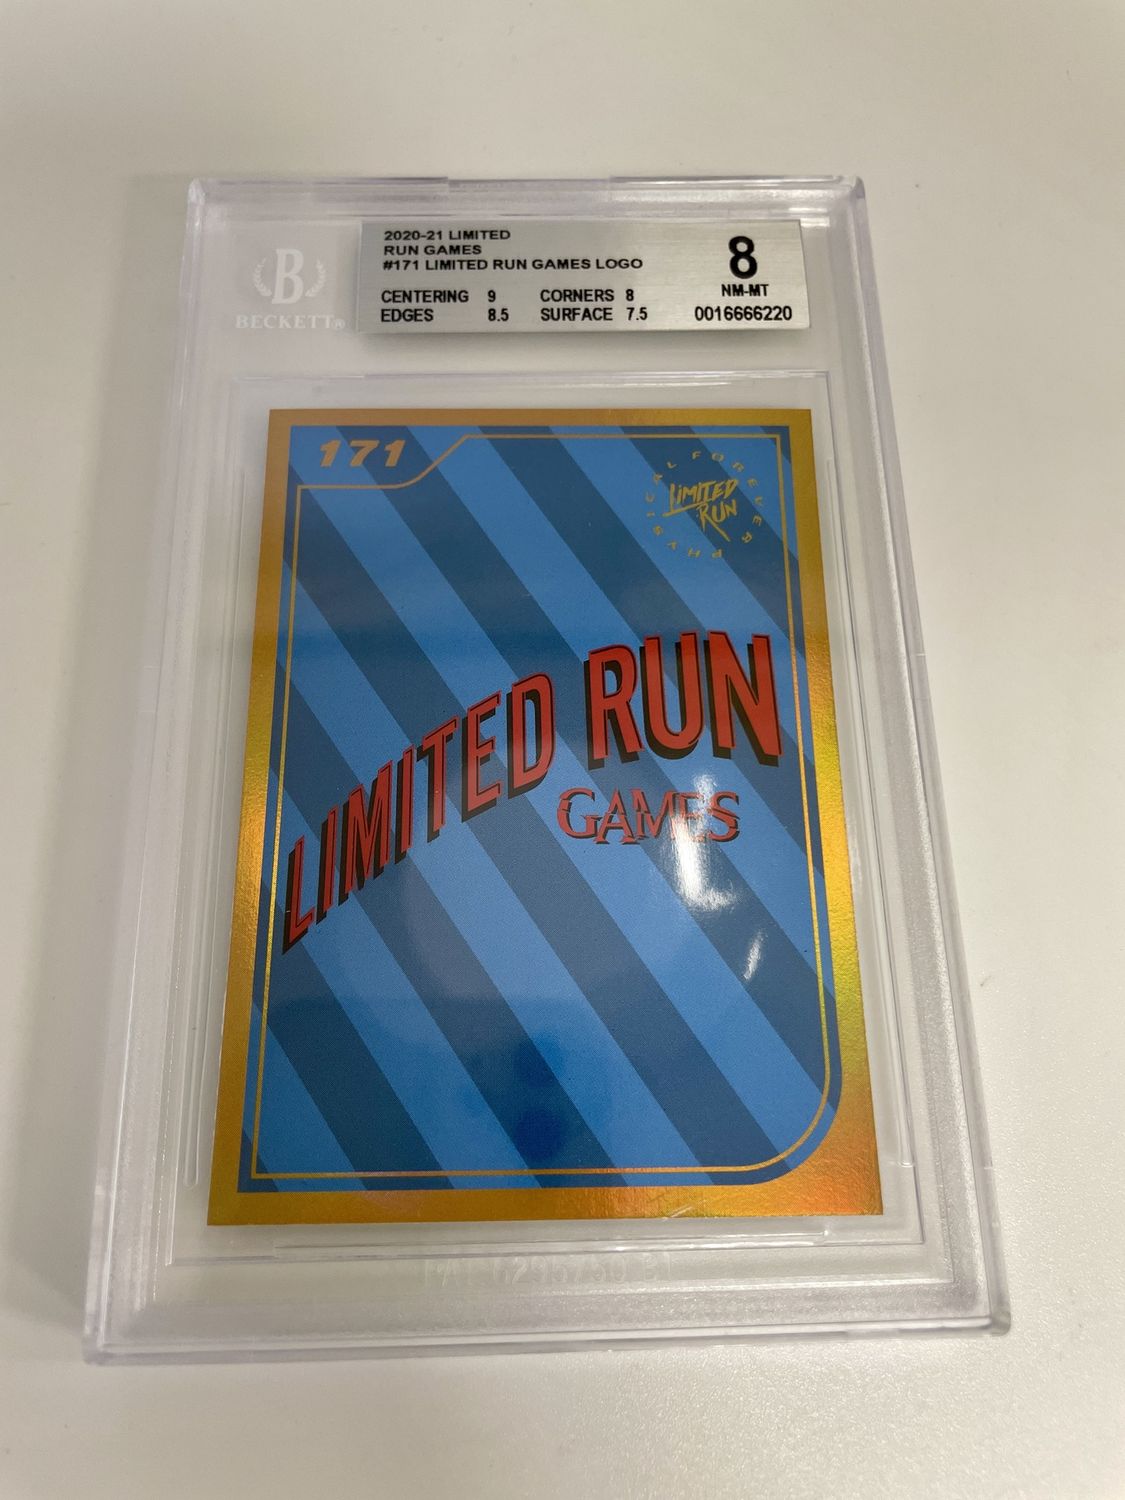 2020-21 LIMITED
RUN GAMES
#171 LIMITED RUN GAMES LOGO
CENTERING 9 CORNERS 8
EDGES 8.5 SURFACE 7.5
8
NM-MT
0016666220
B
BECKETT®
171
PHYSICAL FOREVER
LIMITED
RUN
LIMITED RUN
GAMES